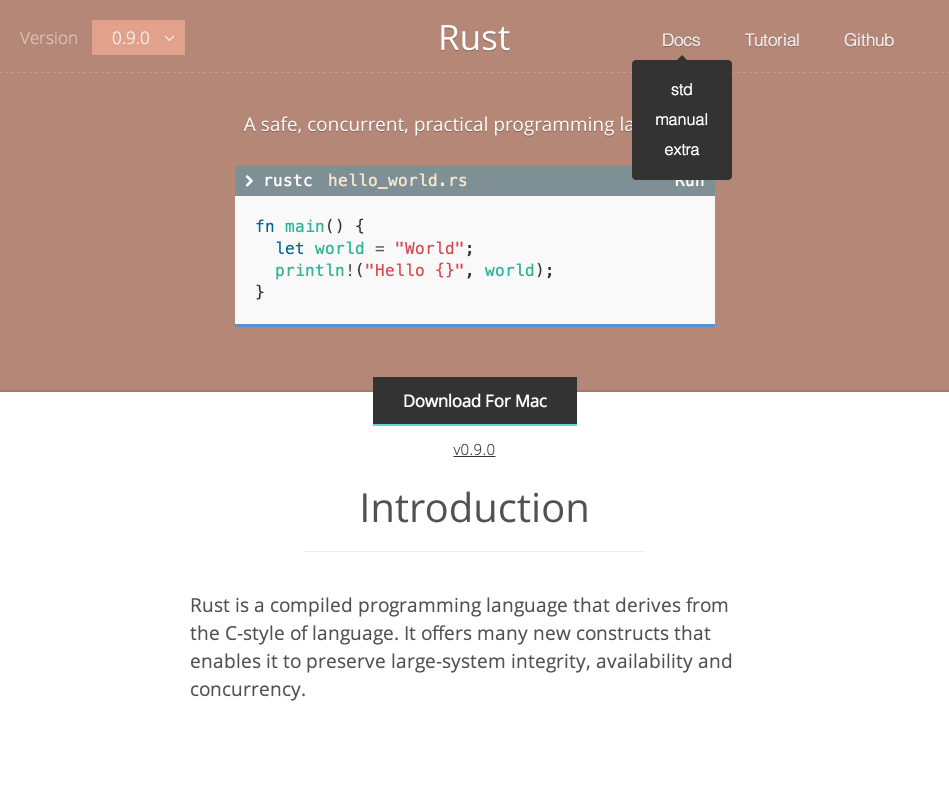 Version 0.9.0 Rust Docs Tutorial Github
std
manual
extra
A safe, concurrent, practical programming
rustc hello_world.rs Run
fn main() {
let world = "World";
println!("Hello {}", world);
}
Download For Mac
v0.9.0
Introduction
Rust is a compiled programming language that derives from
the C-style of language. It offers many new constructs that
enables it to preserve large-system integrity, availability and
concurrency.